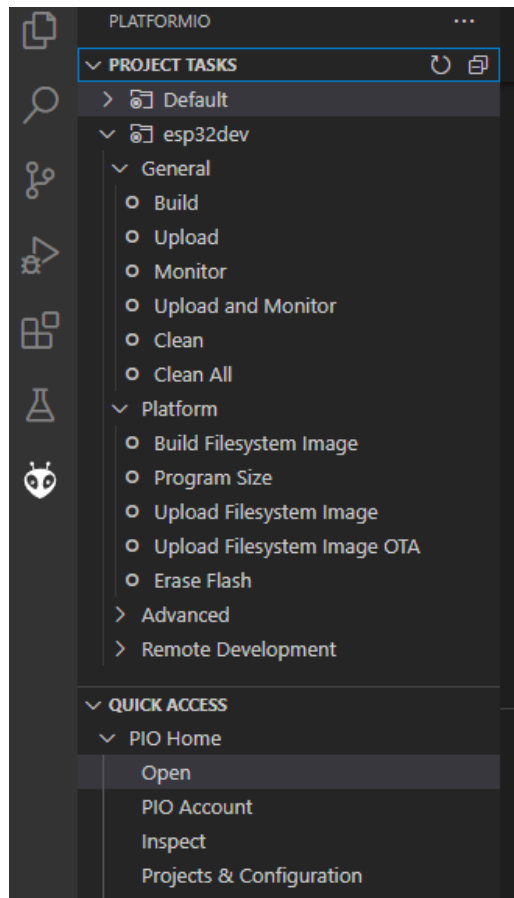 PLATFORMIO
PROJECT TASKS
Default
esp32dev
General
Build
Upload
Monitor
Upload and Monitor
Clean
Clean All
Platform
Build Filesystem Image
Program Size
Upload Filesystem Image
Upload Filesystem Image OTA
Erase Flash
Advanced
Remote Development
QUICK ACCESS
PIO Home
Open
PIO Account
Inspect
Projects & Configuration